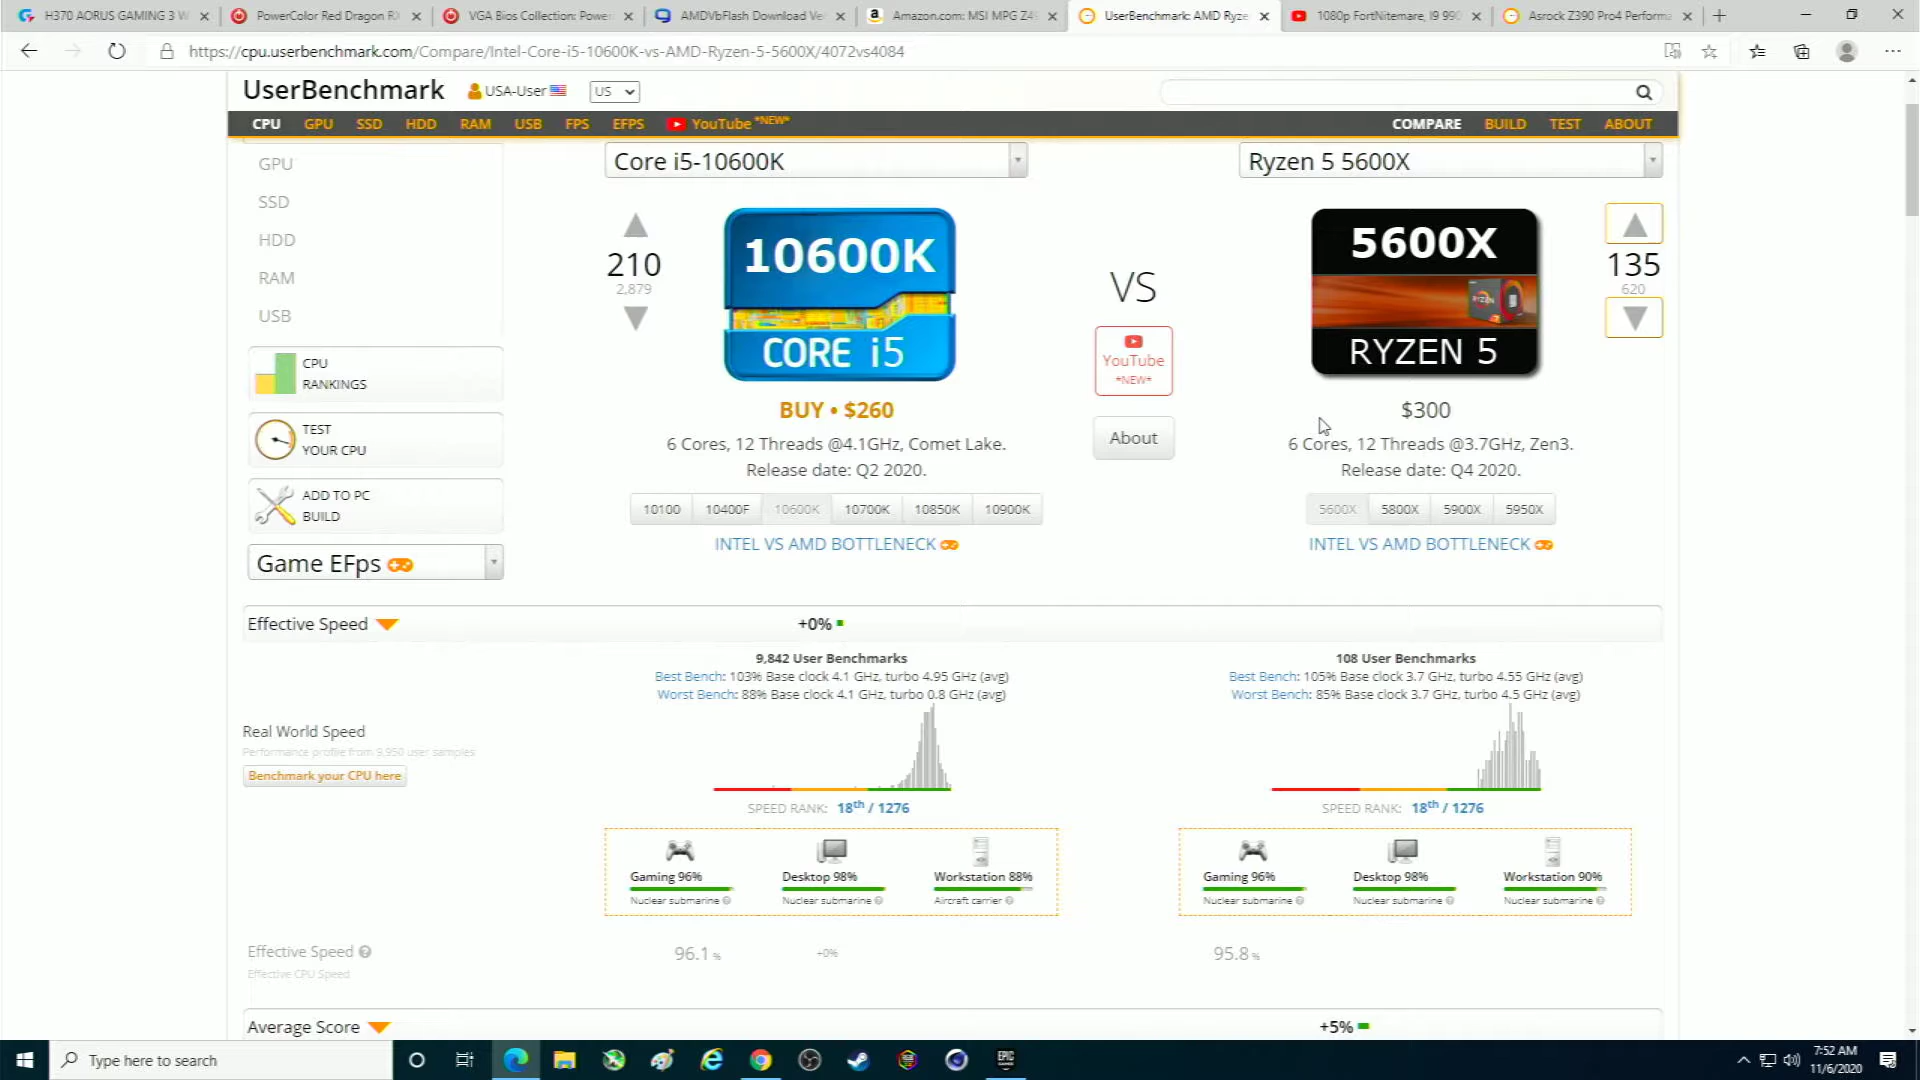 H370 AORUS GAMING 3 W
PowerColor Red Dragon RX
VGA Bios Collection: Power
AMDVbFlash Download Ve
Amazon.com: MSI MPG Z4
UserBenchmark: AMD Ryze
1080p FortNitemare, I9 990
Asrock Z390 Pro4 Performa
https://cpu.userbenchmark.com/Compare/Intel-Core-i5-10600K-vs-AMD-Ryzen-5-5600X/4072vs4084
UserBenchmark
USA-User
US
CPU GPU SSD HDD RAM USB FPS EFPS YouTube *NEW*
COMPARE BUILD TEST ABOUT
GPU
SSD
HDD
RAM
USB
CPU
RANKINGS
TEST
YOUR CPU
ADD TO PC
BUILD
Game EFps
Core i5-10600K
Ryzen 5 5600X
210
2,879
10600K
CORE i5
VS
YouTube
*NEW*
About
5600X
RYZEN
RYZEN 5
135
620
BUY • $260
$300
6 Cores, 12 Threads @4.1GHz, Comet Lake.
Release date: Q2 2020.
6 Cores, 12 Threads @3.7GHz, Zen3.
Release date: Q4 2020.
10100 10400F 10600K 10700K 10850K 10900K
5600X 5800X 5900X 5950X
INTEL VS AMD BOTTLENECK
INTEL VS AMD BOTTLENECK
Effective Speed
+0%
9,842 User Benchmarks
Best Bench: 103% Base clock 4.1 GHz, turbo 4.95 GHz (avg)
Worst Bench: 88% Base clock 4.1 GHz, turbo 0.8 GHz (avg)
108 User Benchmarks
Best Bench: 105% Base clock 3.7 GHz, turbo 4.55 GHz (avg)
Worst Bench: 85% Base clock 3.7 GHz, turbo 4.5 GHz (avg)
Real World Speed
Performance profile from 9,950 user samples
Benchmark your CPU here
SPEED RANK: 18th / 1276
SPEED RANK: 18th / 1276
Gaming 96%
Nuclear submarine
Desktop 98%
Nuclear submarine
Workstation 88%
Aircraft carrier
Gaming 96%
Nuclear submarine
Desktop 98%
Nuclear submarine
Workstation 90%
Nuclear submarine
Effective Speed
Effective CPU Speed
96.1 %
+0%
95.8 %
Average Score
+5%
Type here to search
EPIC
GAMES
7:52 AM
11/6/2020